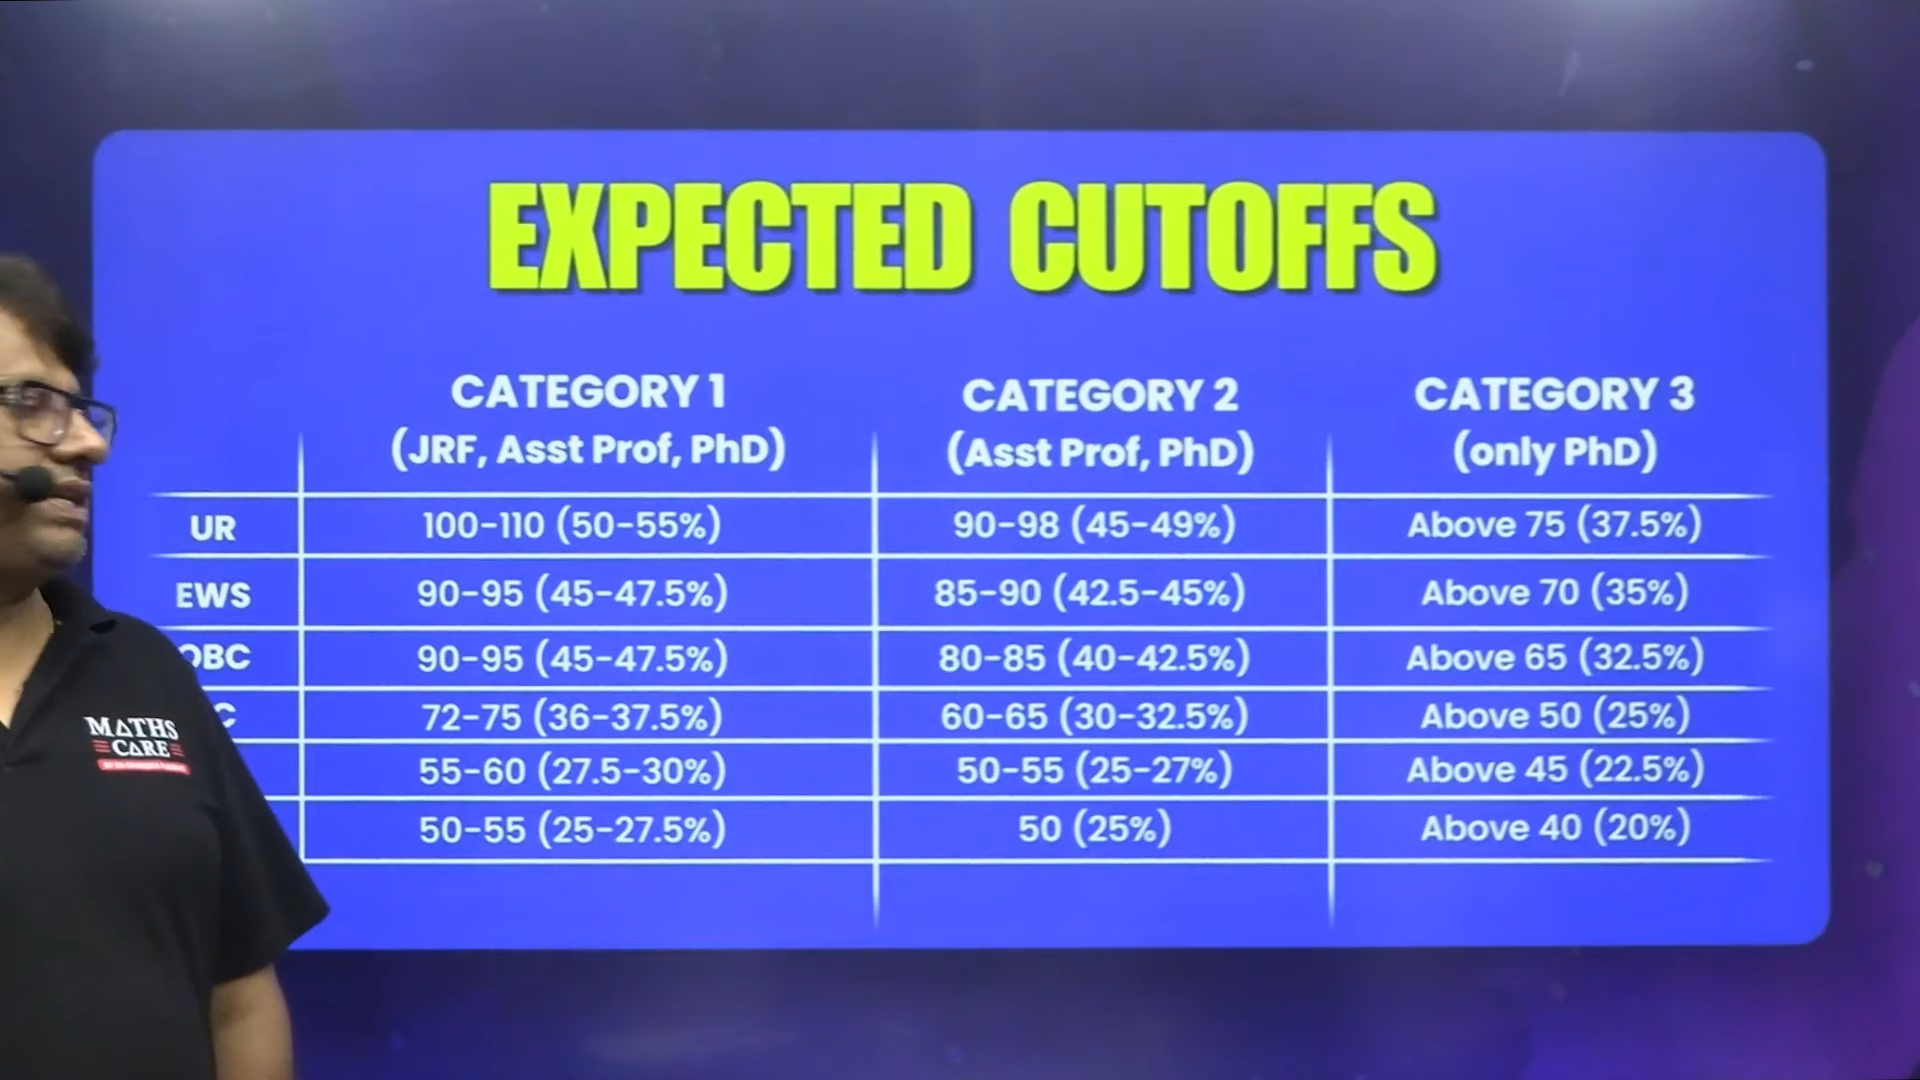 EXPECTED CUTOFFS
CATEGORY 1 CATEGORY 2 CATEGORY 3
(JRF, Asst Prof, PhD) (Asst Prof, PhD) (only PhD)
UR 100-110 (50-55%) 90-98 (45-49%) Above 75 (37.5%)
EWS 90-95 (45-47.5%) 85-90 (42.5-45%) Above 70 (35%)
OBC 90-95 (45-47.5%) 80-85 (40-42.5%) Above 65 (32.5%)
72-75 (36-37.5%) 60-65 (30-32.5%) Above 50 (25%)
55-60 (27.5-30%) 50-55 (25-27%) Above 45 (22.5%)
50-55 (25-27.5%) 50 (25%) Above 40 (20%)
MATHS
CARE